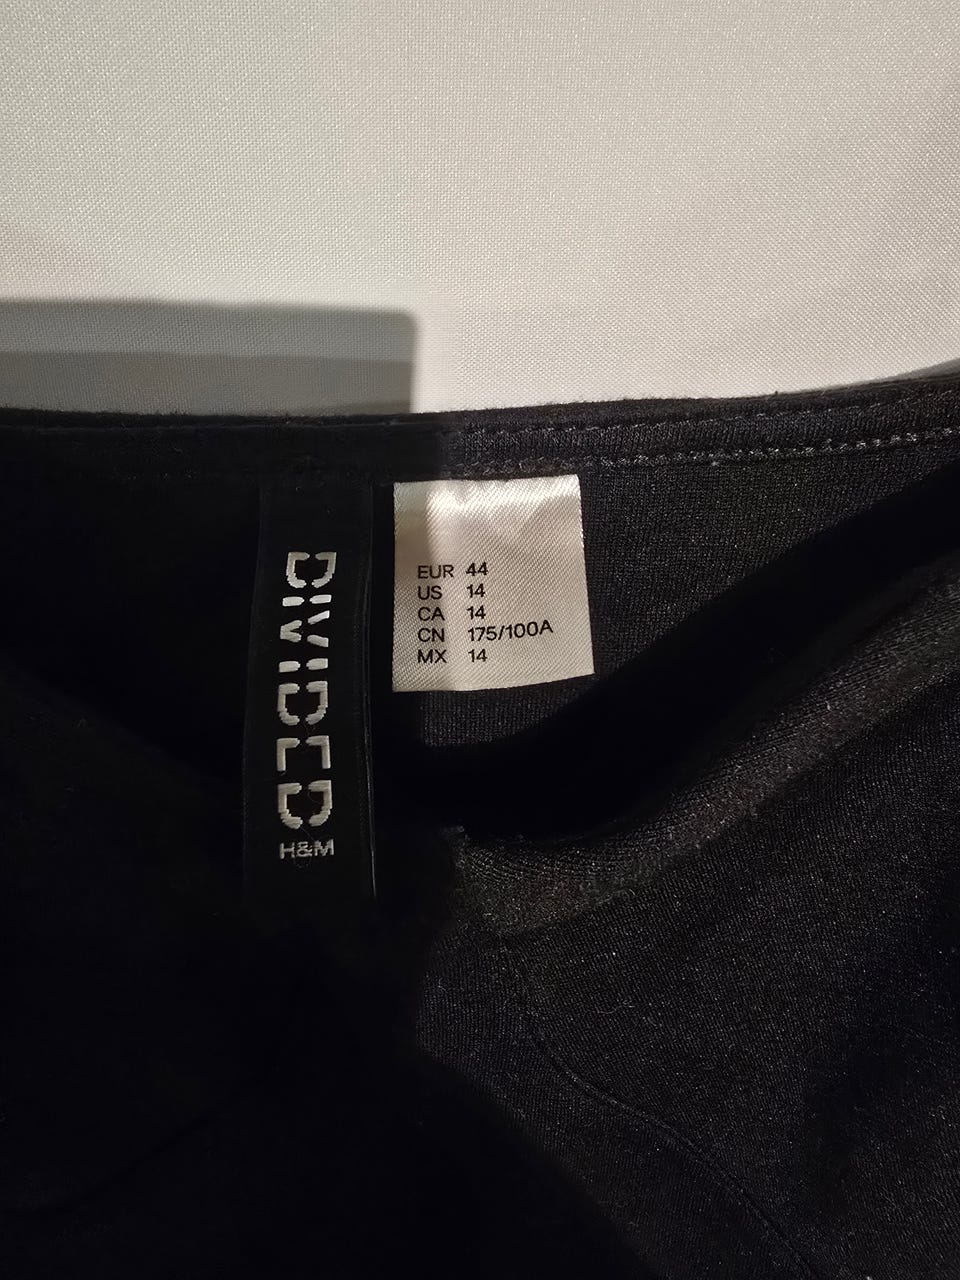 DIVIDED
H&M
EUR 44
US 14
CA 14
CN 175/100A
MX 14